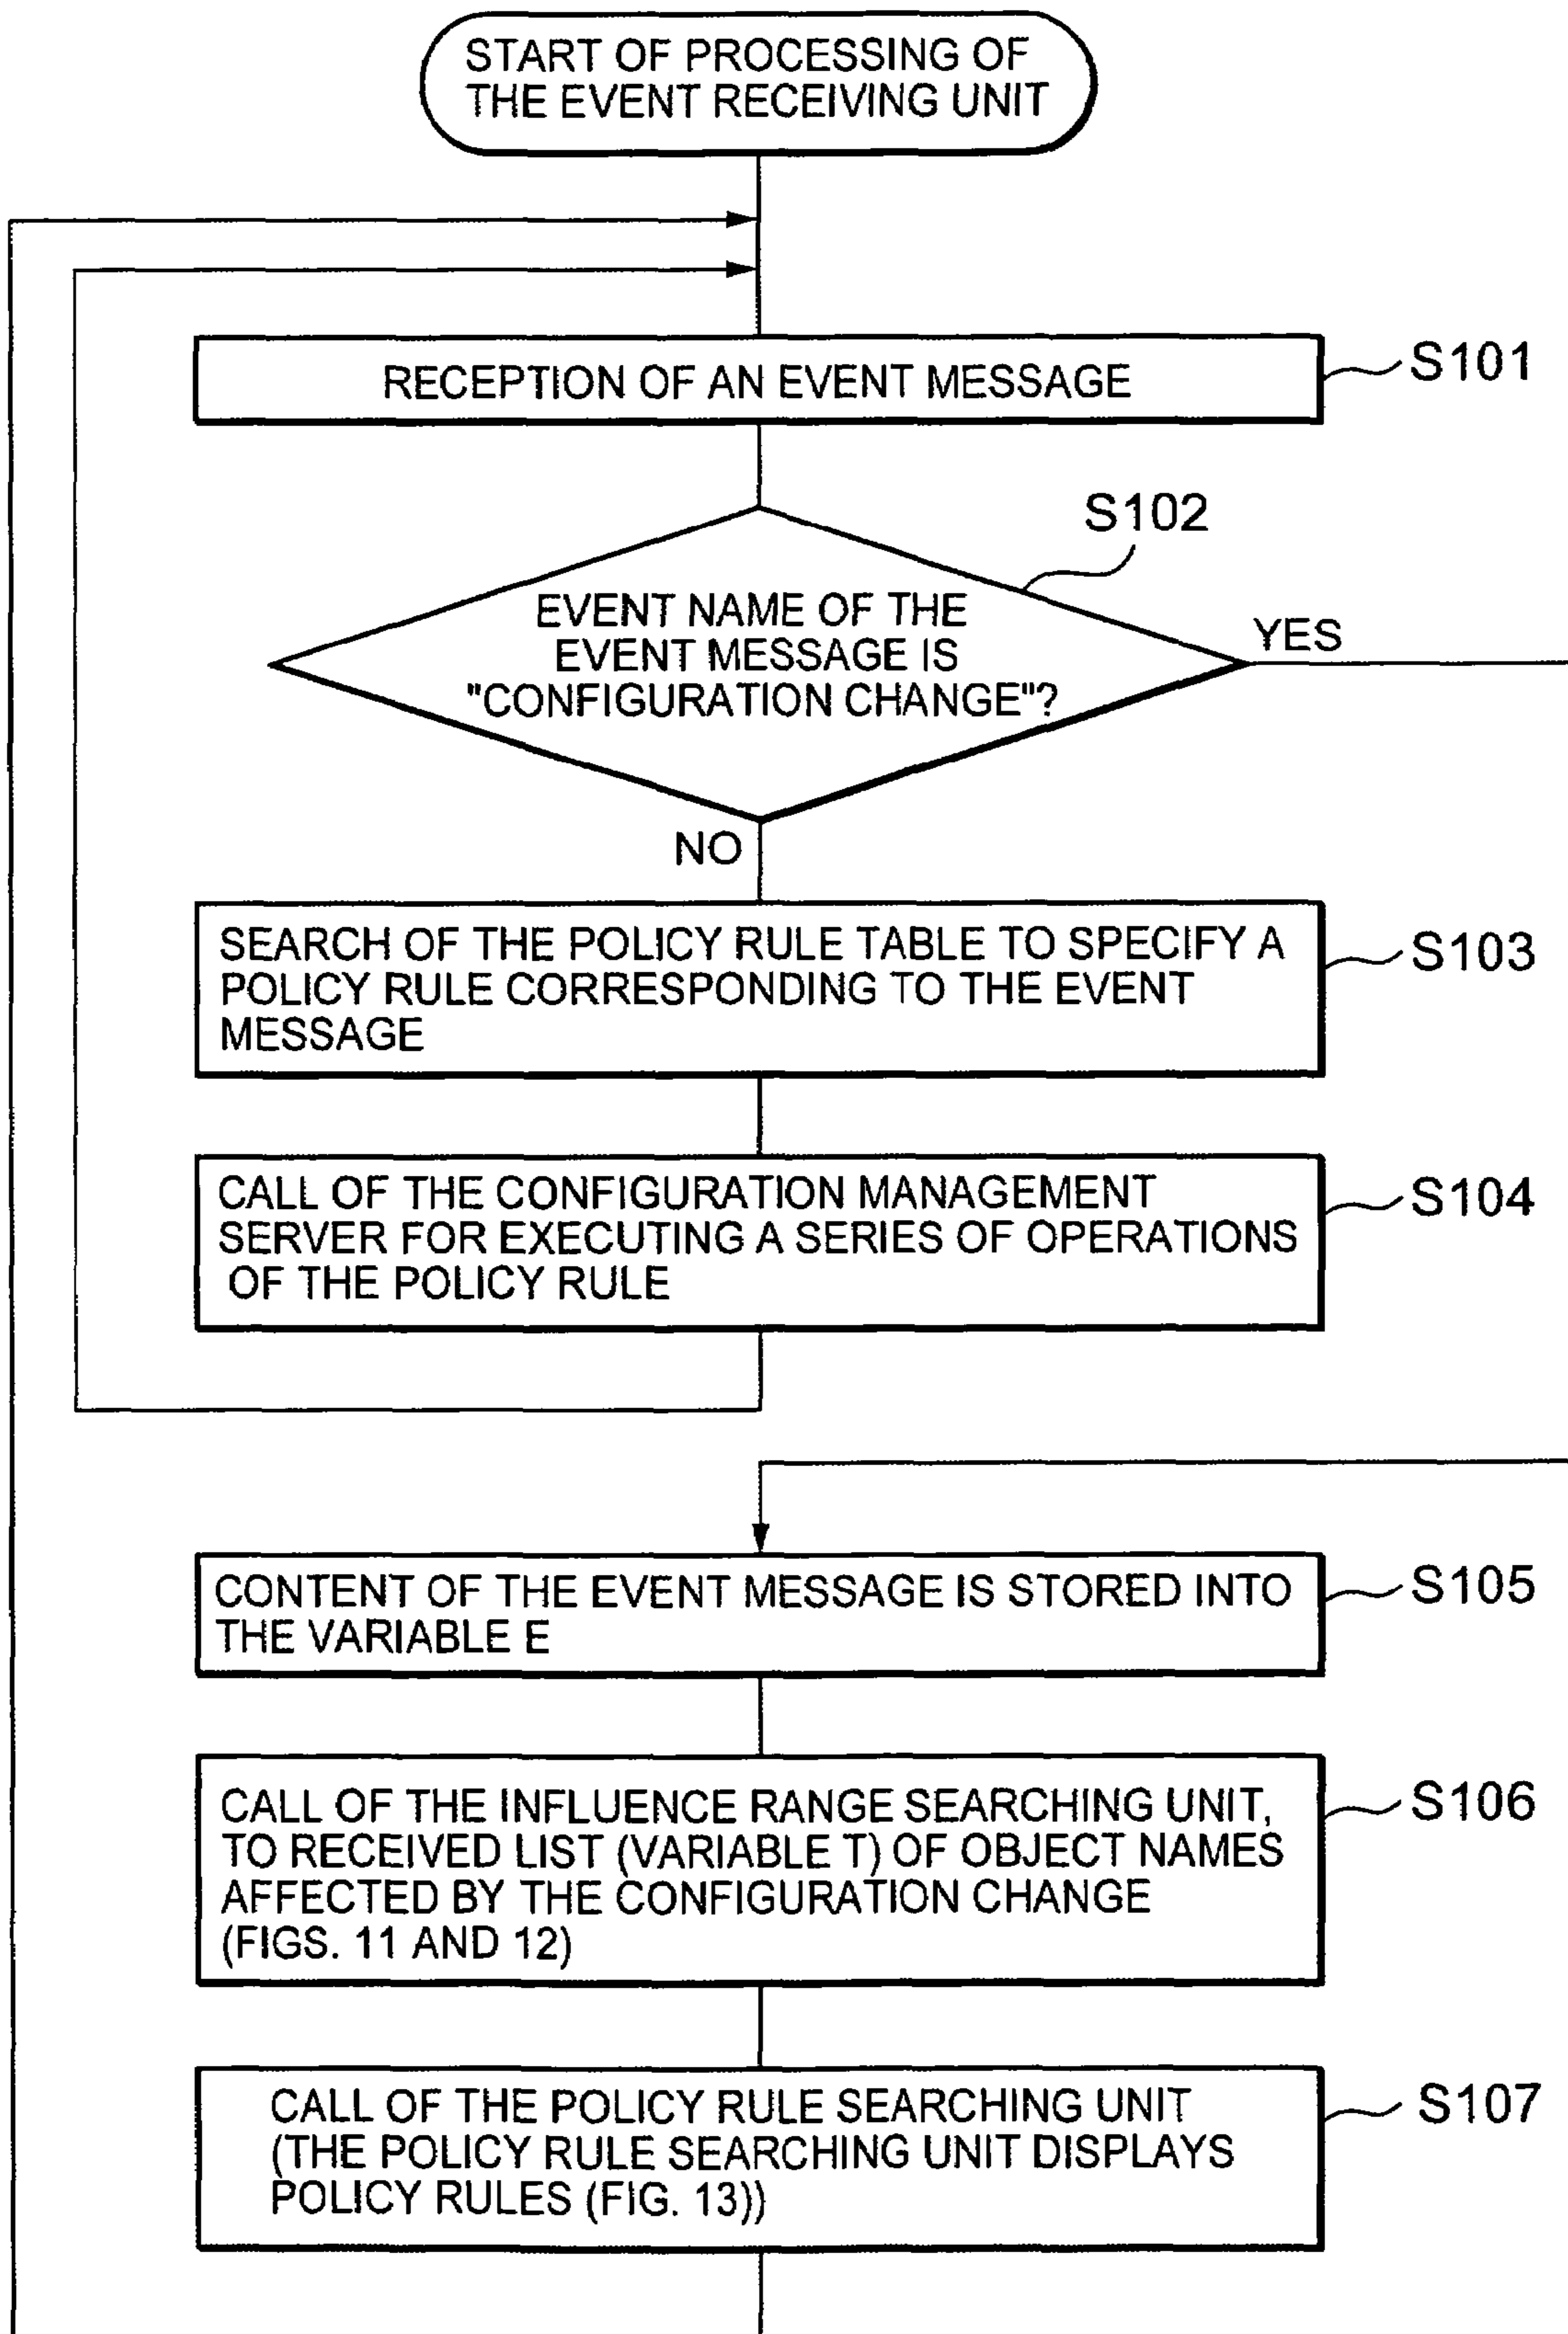 START OF PROCESSING OF
THE EVENT RECEIVING UNIT
RECEPTION OF AN EVENT MESSAGE
S101
S102
EVENT NAME OF THE
EVENT MESSAGE IS
"CONFIGURATION CHANGE"?
YES
NO
SEARCH OF THE POLICY RULE TABLE TO SPECIFY A
POLICY RULE CORRESPONDING TO THE EVENT
MESSAGE
S103
CALL OF THE CONFIGURATION MANAGEMENT
SERVER FOR EXECUTING A SERIES OF OPERATIONS
OF THE POLICY RULE
S104
CONTENT OF THE EVENT MESSAGE IS STORED INTO
THE VARIABLE E
S105
CALL OF THE INFLUENCE RANGE SEARCHING UNIT,
TO RECEIVED LIST (VARIABLE T) OF OBJECT NAMES
AFFECTED BY THE CONFIGURATION CHANGE
(FIGS. 11 AND 12)
S106
CALL OF THE POLICY RULE SEARCHING UNIT
(THE POLICY RULE SEARCHING UNIT DISPLAYS
POLICY RULES (FIG. 13))
S107